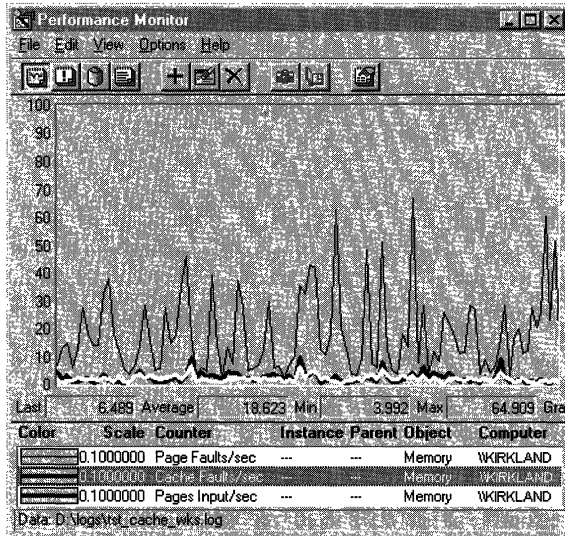 Performance Monitor
File Edit View Options Help
100
90
80
70
60
50
40
30
20
10
0
Last 6.489 Average 18.623 Min 3.992 Max 64.909 Gra
Color Scale Counter Instance Parent Object Computer
0.1000000 Page Faults/sec --- --- Memory \\KIRKLAND
0.1000000 Cache Faults/sec --- --- Memory \\KIRKLAND
0.1000000 Pages Input/sec --- --- Memory \\KIRKLAND
Data: D:\logs\tst_cache_wks.log